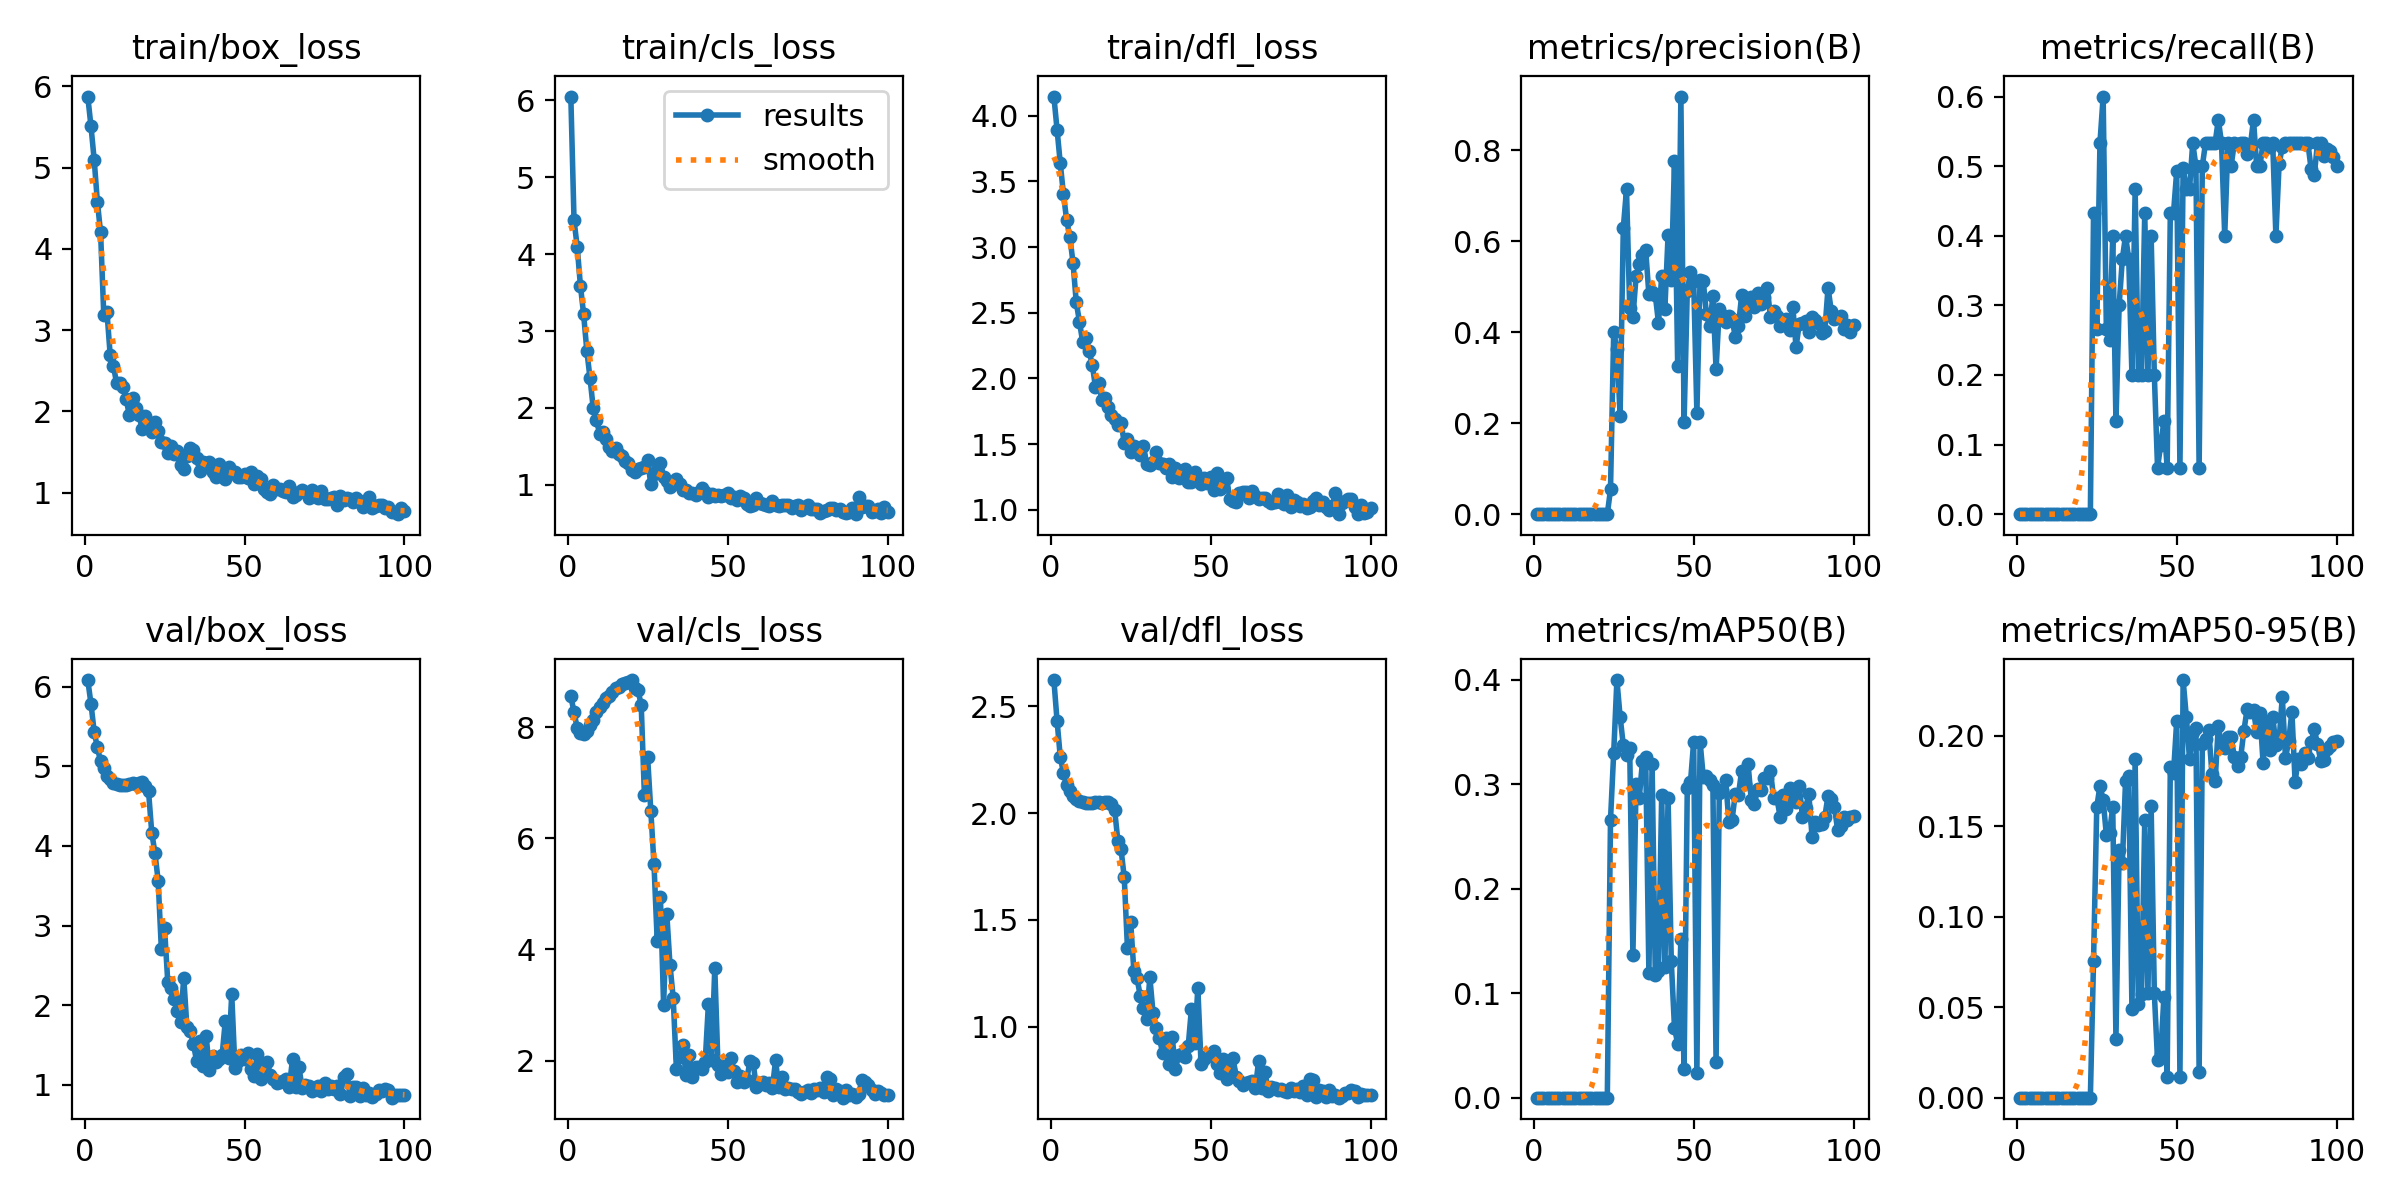 train/box_loss
train/cls_loss
train/dfl_loss
metrics/precision(B)
metrics/recall(B)
6
5
4
3
2
1
0 50 100
results
smooth
6
5
4
3
2
1
0 50 100
4.0
3.5
3.0
2.5
2.0
1.5
1.0
0 50 100
0.8
0.6
0.4
0.2
0.0
0 50 100
0.6
0.5
0.4
0.3
0.2
0.1
0.0
0 50 100
val/box_loss
val/cls_loss
val/dfl_loss
metrics/mAP50(B)
metrics/mAP50-95(B)
6
5
4
3
2
1
0 50 100
8
6
4
2
0 50 100
2.5
2.0
1.5
1.0
0 50 100
0.4
0.3
0.2
0.1
0.0
0 50 100
0.20
0.15
0.10
0.05
0.00
0 50 100